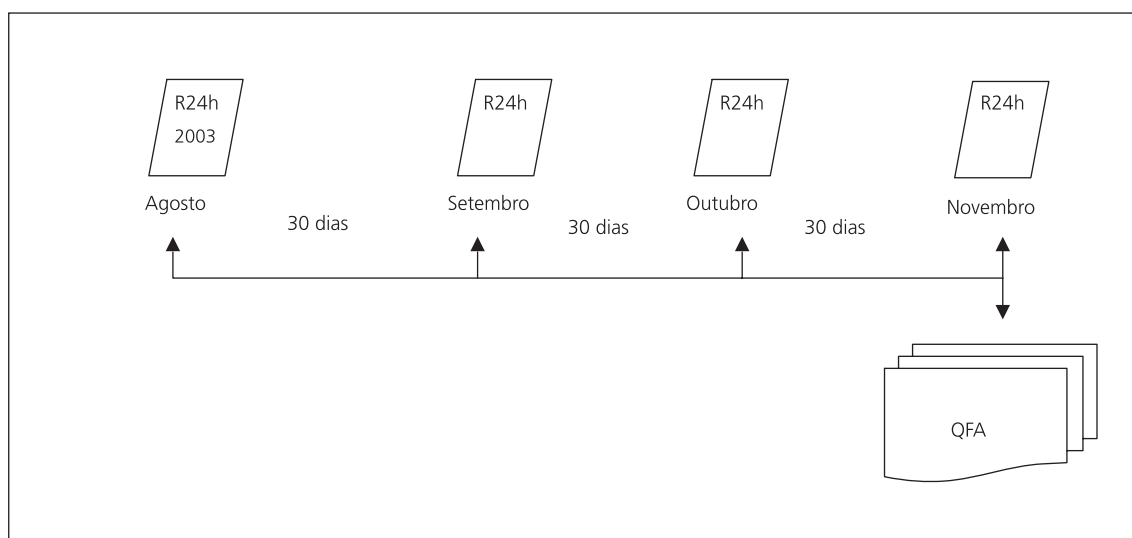 R24h
2003
Agosto
R24h
Setembro
R24h
Outubro
R24h
Novembro
30 dias
30 dias
30 dias
QFA